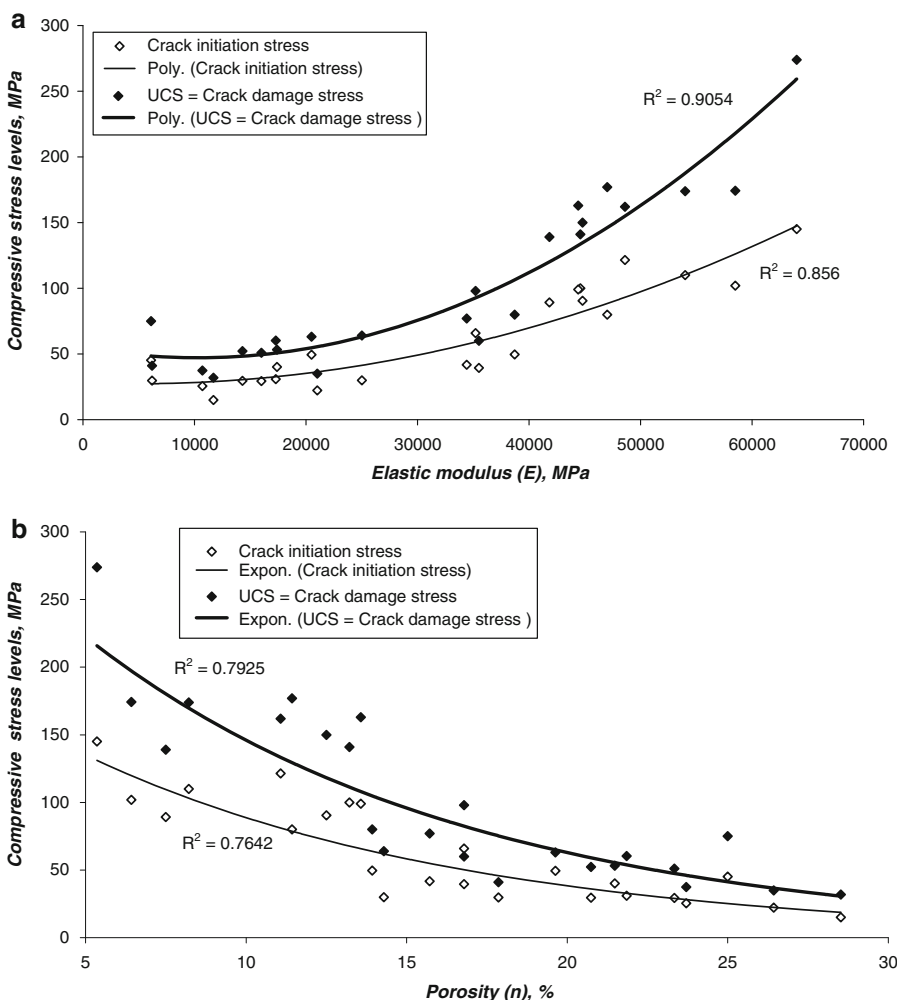 a
Crack initiation stress
Poly. (Crack initiation stress)
UCS = Crack damage stress
Poly. (UCS = Crack damage stress )
R² = 0.9054
R² = 0.856
300
250
200
150
100
50
0
Compressive stress levels, MPa
0 10000 20000 30000 40000 50000 60000 70000
Elastic modulus (E), MPa
b
Crack initiation stress
Expon. (Crack initiation stress)
UCS = Crack damage stress
Expon. (UCS = Crack damage stress )
R² = 0.7925
R² = 0.7642
300
250
200
150
100
50
0
Compressive stress levels, MPa
5 10 15 20 25 30
Porosity (n), %